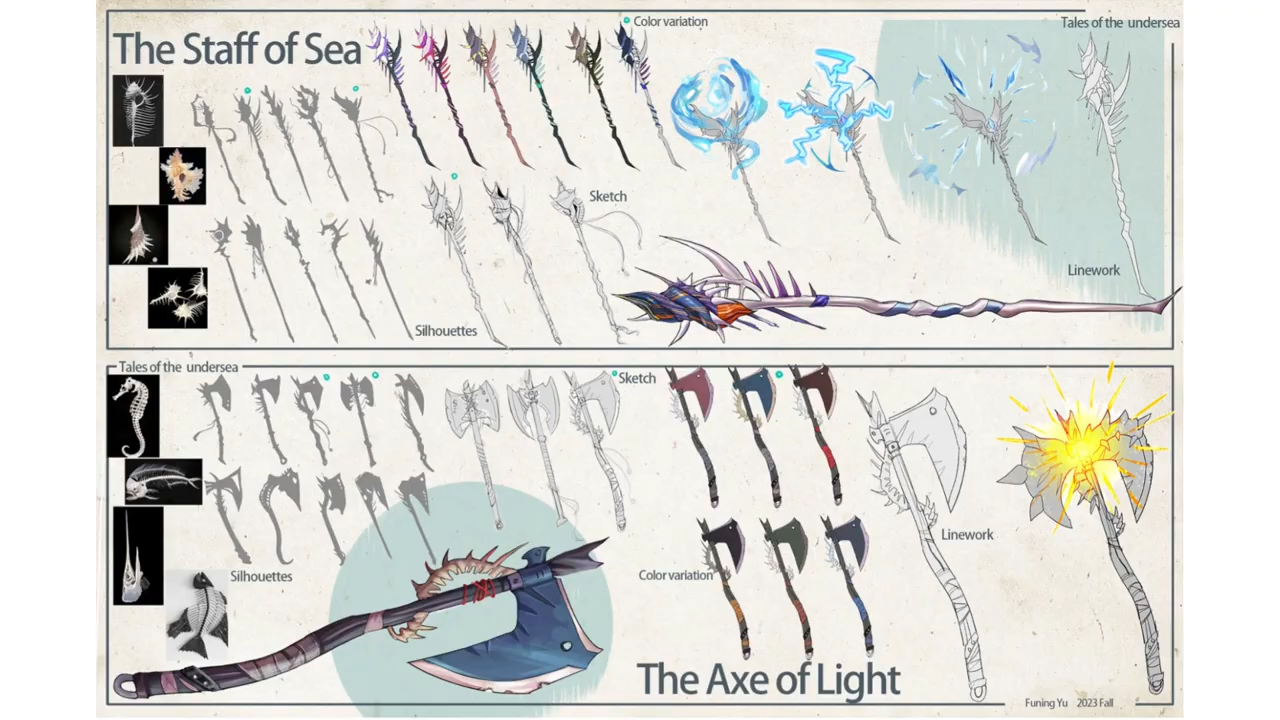 Color variation
Tales of the undersea
The Staff of Sea
Sketch
Linework
Silhouettes
Tales of the undersea
Sketch
Linework
Silhouettes
Color variation
The Axe of Light
Funing Yu 2023 Fall